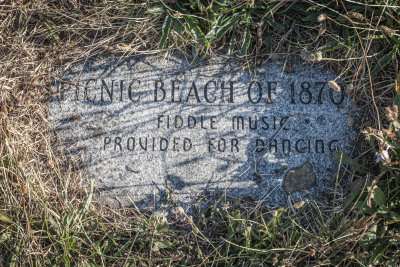 PICNIC BEACH OF 1870
FIDDLE MUSIC
PROVIDED FOR DANCING